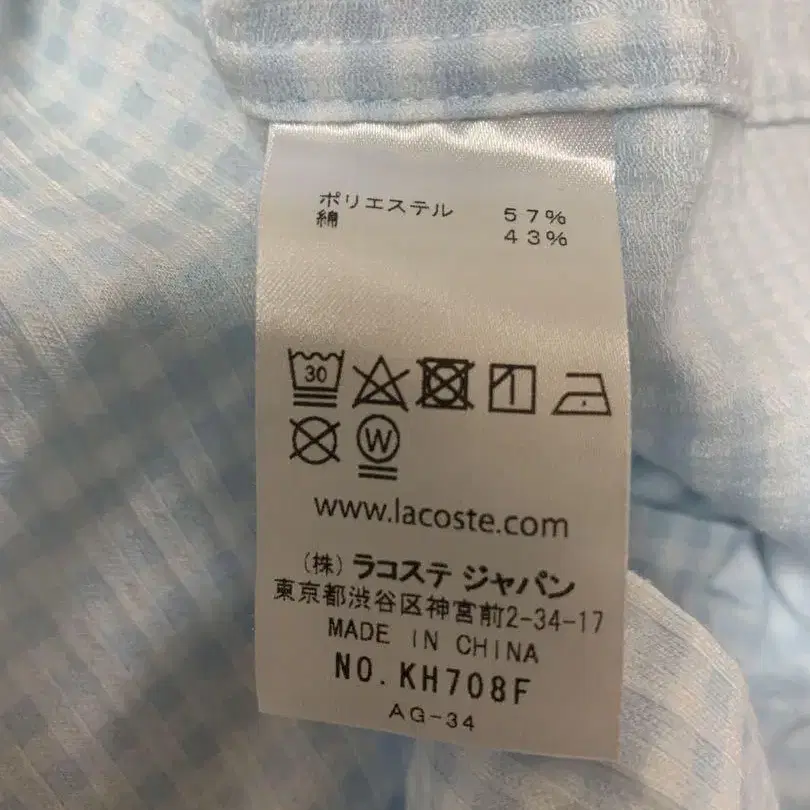 ポリエステル 57%
綿 43%
30
W
www.lacoste.com
(株) ラコステ ジャパン
東京都渋谷区神宮前2-34-17
MADE IN CHINA
NO. KH708F
AG-34